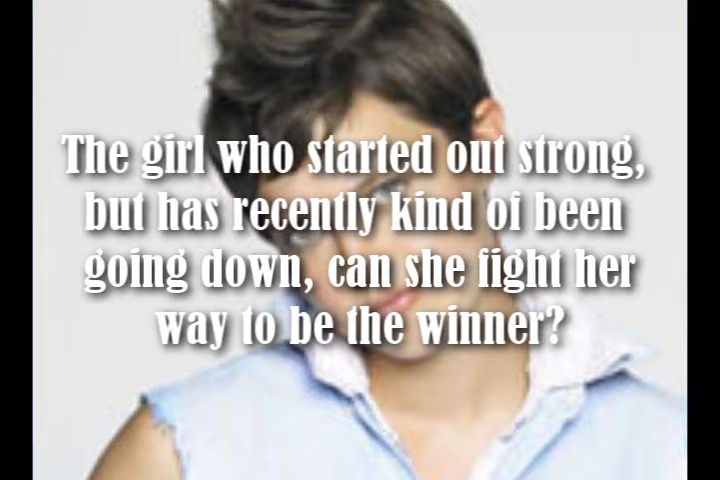 The girl who started out strong,
but has recently kind of been
going down, can she fight her
way to be the winner?